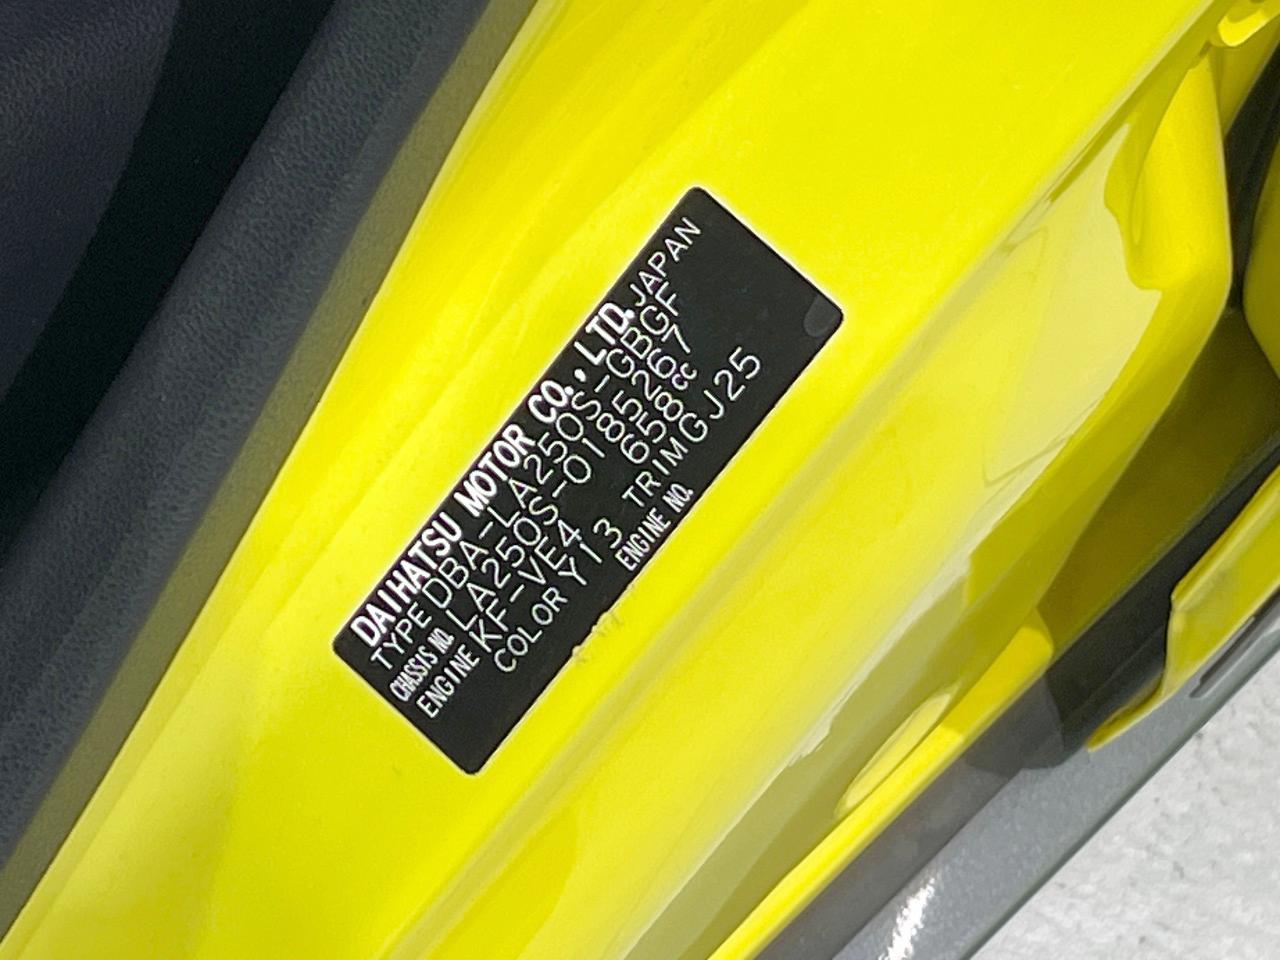 DAIHATSU MOTOR CO.,LTD.JAPAN
TYPE DBA-LA250S-GBGF
CHASSIS NO. LA250S-0185267
ENGINE KF-VE4 658cc
COLOR Y13 TRIM GJ25
ENGINE NO.